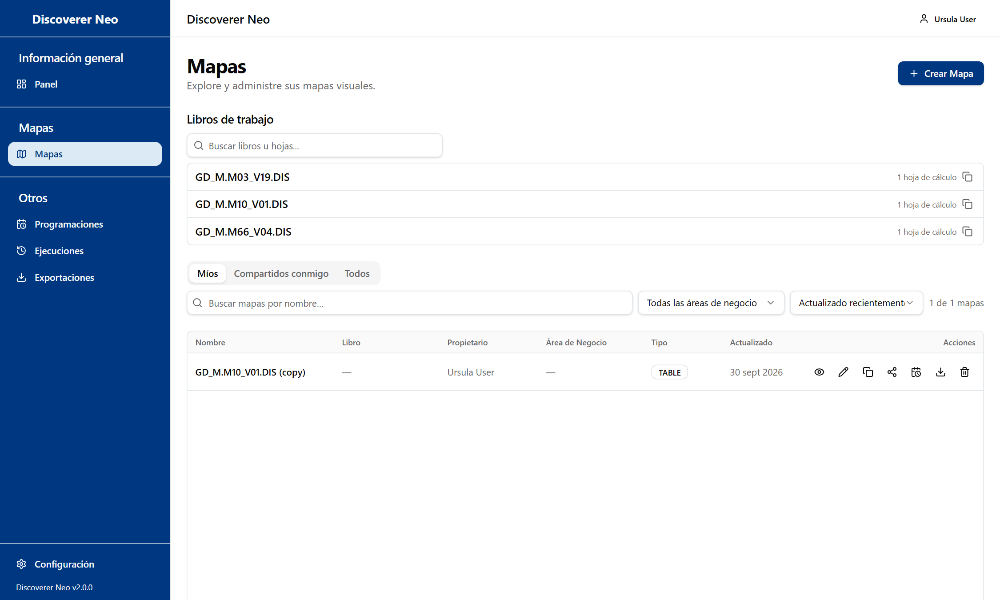 Discoverer Neo
Discoverer Neo
Ursula User
Información general
Panel
Mapas
Mapas
Otros
Programaciones
Ejecuciones
Exportaciones
Configuración
Discoverer Neo v2.0.0
Mapas
Explore y administre sus mapas visuales.
Crear Mapa
Libros de trabajo
Buscar libros u hojas...
GD_M.M03_V19.DIS 1 hoja de cálculo
GD_M.M10_V01.DIS 1 hoja de cálculo
GD_M.M66_V04.DIS 1 hoja de cálculo
Míos Compartidos conmigo Todos
Buscar mapas por nombre... Todas las áreas de negocio Actualizado recientement 1 de 1 mapas
Nombre Libro Propietario Área de Negocio Tipo Actualizado Acciones
GD_M.M10_V01.DIS (copy) — Ursula User — TABLE 30 sept 2026